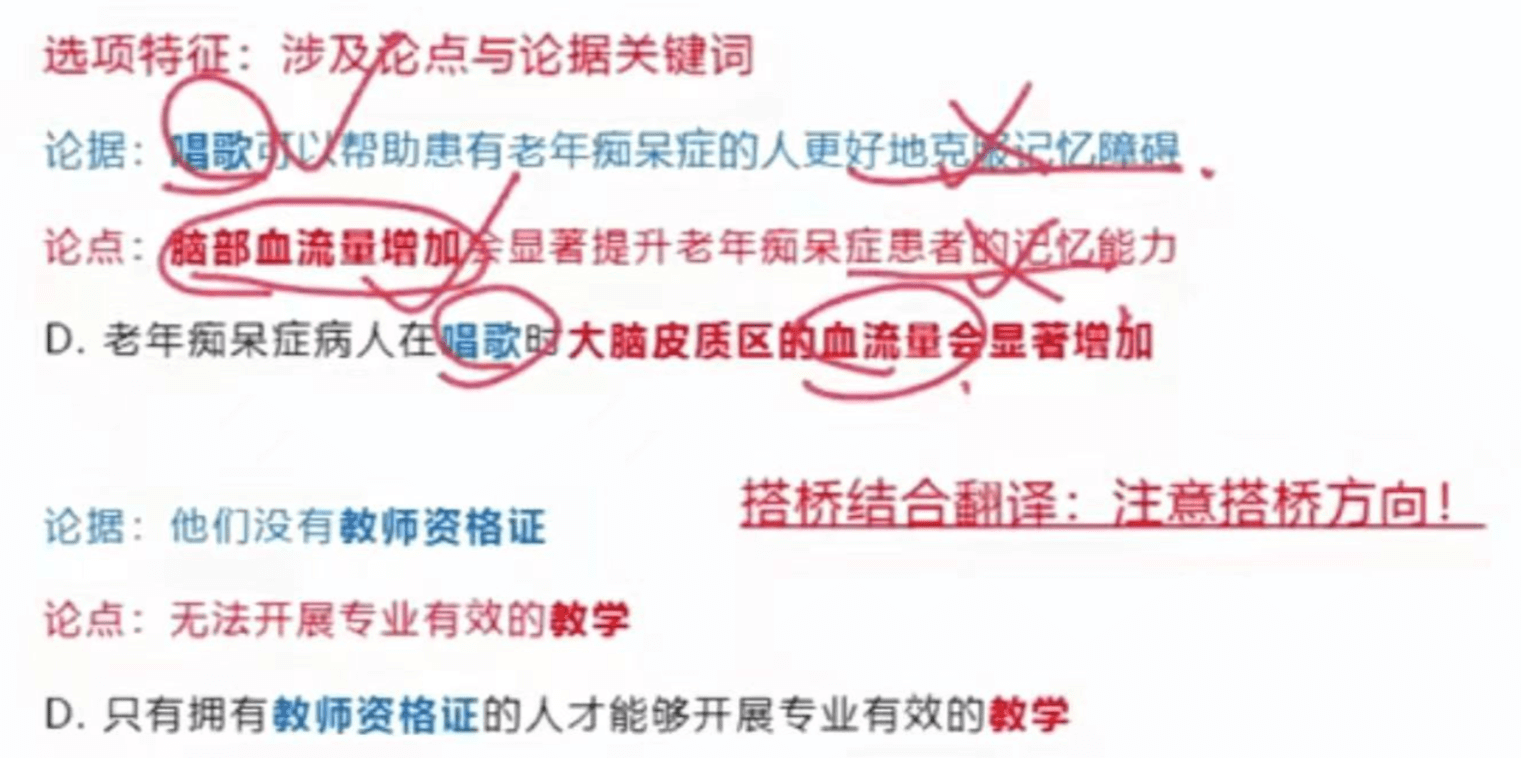 选项特征：涉及论点与论据关键词
论据：唱歌可以帮助患有老年痴呆症的人更好地克服记忆障碍
论点：脑部血流量增加会显著提升老年痴呆症患者的记忆能力
D. 老年痴呆症病人在唱歌时大脑皮质区的血流量会显著增加
搭桥结合翻译：注意搭桥方向！
论据：他们没有教师资格证
论点：无法开展专业有效的教学
D. 只有拥有教师资格证的人才能够开展专业有效的教学